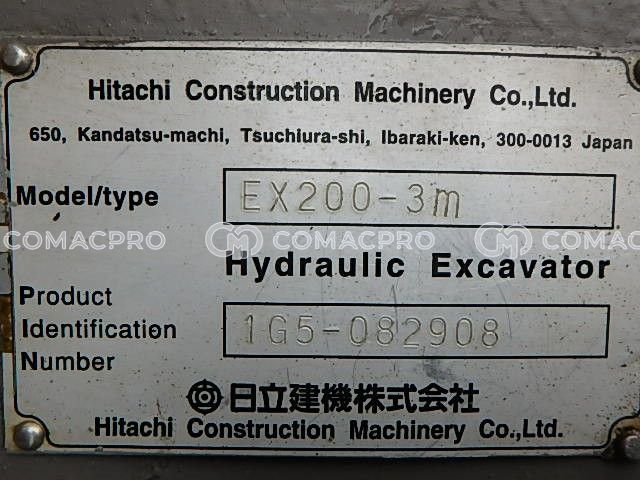 Hitachi Construction Machinery Co.,Ltd.
650, Kandatsu-machi, Tsuchiura-shi, Ibaraki-ken, 300-0013 Japan
Model/type EX200-3m
COMACPRO COMACPRO COMACPRO
Hydraulic Excavator
Product
Identification 1G5-082908
Number
日立建機株式会社
Hitachi Construction Machinery Co.,Ltd.